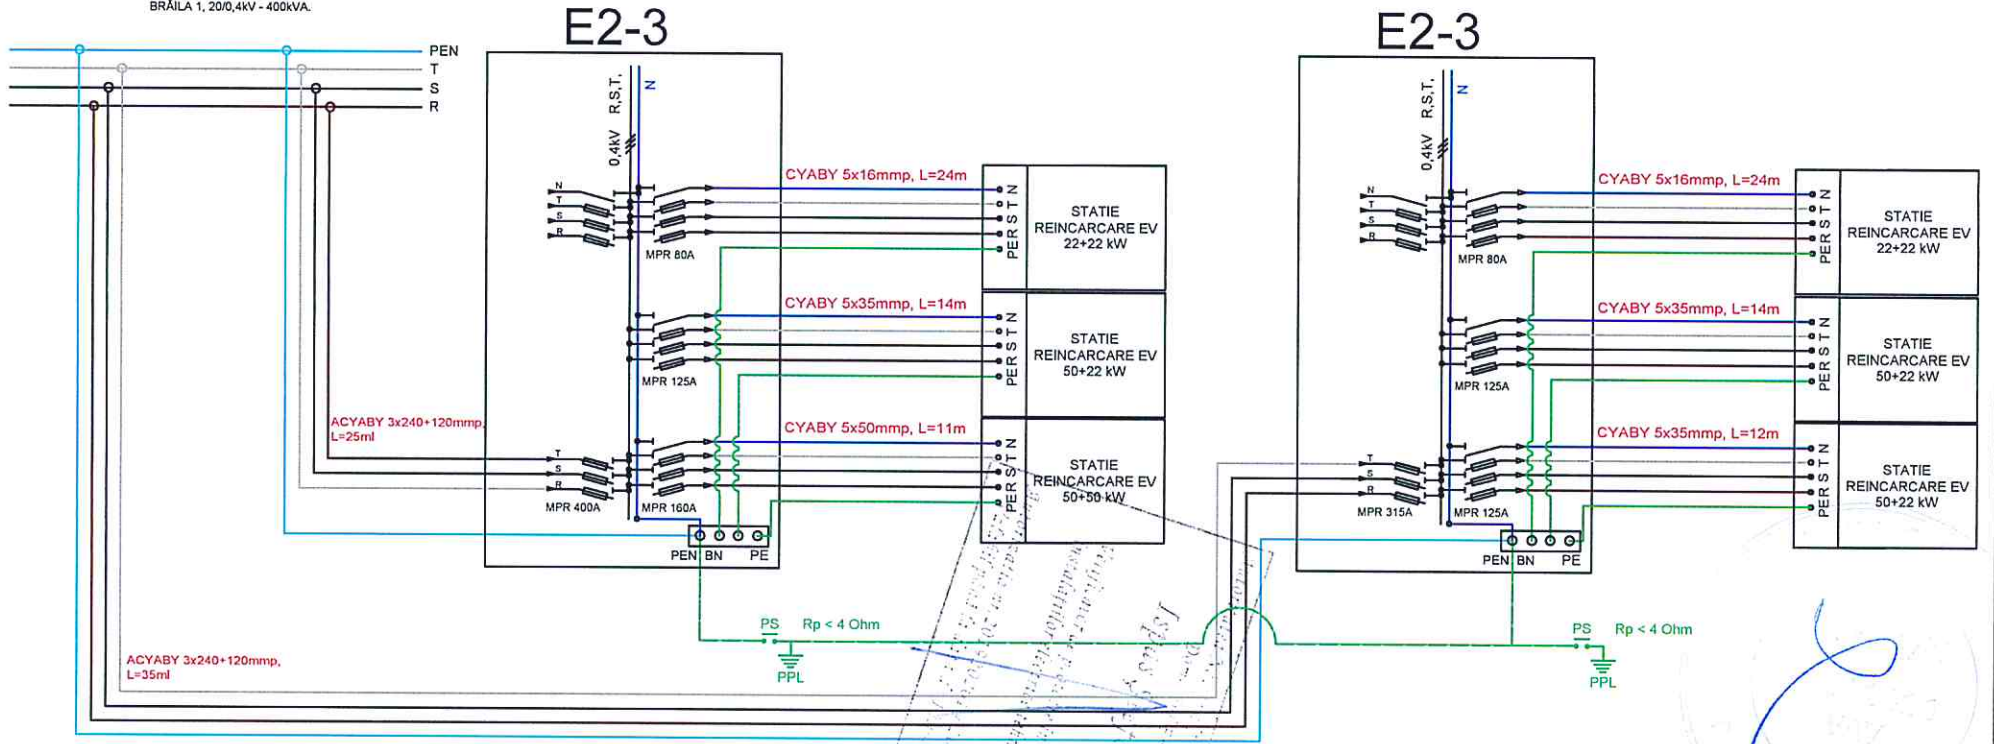 BRĂILA 1, 20/0,4kV - 400kVA.
PEN
T
S
R
E2-3
0,4kV R,S,T,
N
N
T
S
R
MPR 80A
CYABY 5x16mmp, L=24m
N
T
S
R
PE
STATIE
REINCARCARE EV
22+22 kW
MPR 125A
CYABY 5x35mmp, L=14m
N
T
S
R
PE
STATIE
REINCARCARE EV
50+22 kW
ACYABY 3x240+120mmp,
L=25ml
T
S
R
MPR 400A
MPR 160A
CYABY 5x50mmp, L=11m
N
T
S
R
PE
STATIE
REINCARCARE EV
50+50 kW
PEN BN PE
PS
Rp < 4 Ohm
PPL
ACYABY 3x240+120mmp,
L=35ml
E2-3
0,4kV R,S,T,
N
N
T
S
R
MPR 80A
CYABY 5x16mmp, L=24m
N
T
S
R
PE
STATIE
REINCARCARE EV
22+22 kW
MPR 125A
CYABY 5x35mmp, L=14m
N
T
S
R
PE
STATIE
REINCARCARE EV
50+22 kW
T
S
R
MPR 315A
MPR 125A
CYABY 5x35mmp, L=12m
N
T
S
R
PE
STATIE
REINCARCARE EV
50+22 kW
PEN BN PE
PS
Rp < 4 Ohm
PPL